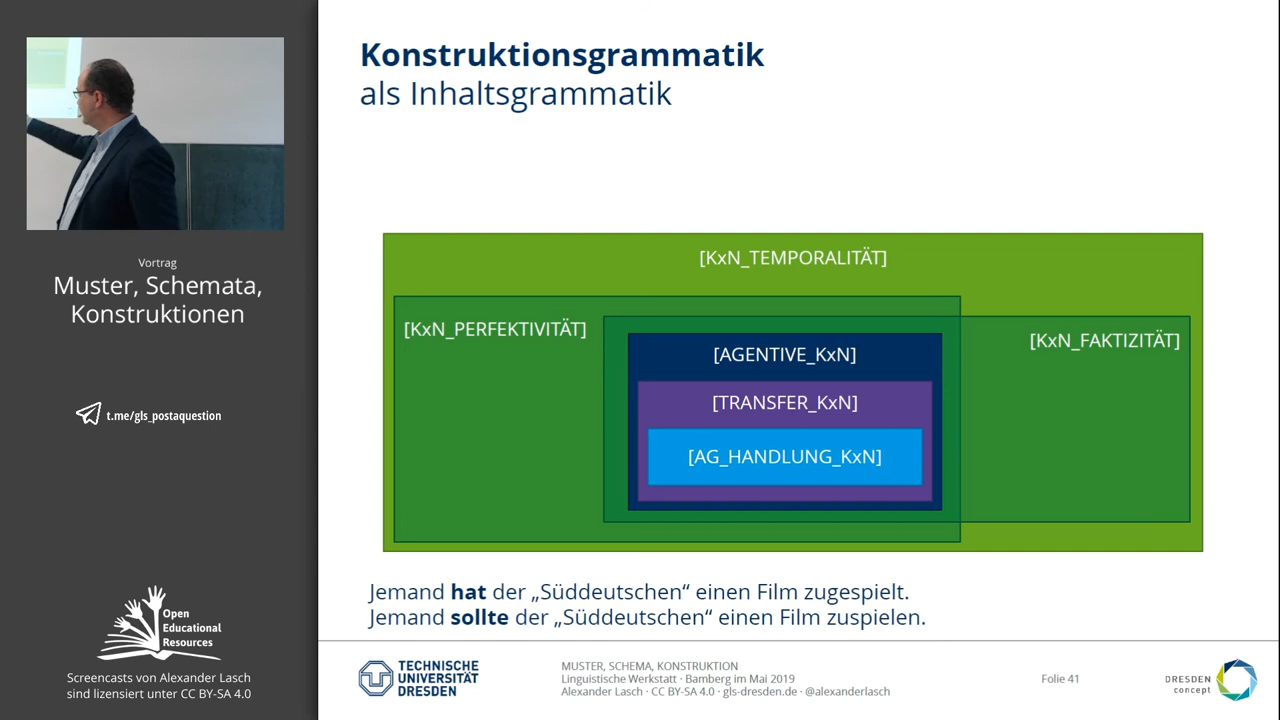 Konstruktionsgrammatik
als Inhaltsgrammatik
Vortrag
Muster, Schemata,
Konstruktionen
t.me/gls_postaquestion
Open
Educational
Resources
Screencasts von Alexander Lasch
sind lizensiert unter CC BY-SA 4.0
[KxN_TEMPORALITÄT]
[KxN_PERFEKTIVITÄT]
[KxN_FAKTIZITÄT]
[AGENTIVE_KxN]
[TRANSFER_KxN]
[AG_HANDLUNG_KxN]
Jemand hat der „Süddeutschen“ einen Film zugespielt.
Jemand sollte der „Süddeutschen“ einen Film zuspielen.
TECHNISCHE
UNIVERSITÄT
DRESDEN
MUSTER, SCHEMA, KONSTRUKTION
Linguistische Werkstatt · Bamberg im Mai 2019
Alexander Lasch · CC BY-SA 4.0 · gls-dresden.de · @alexanderlasch
Folie 41
DRESDEN
concept